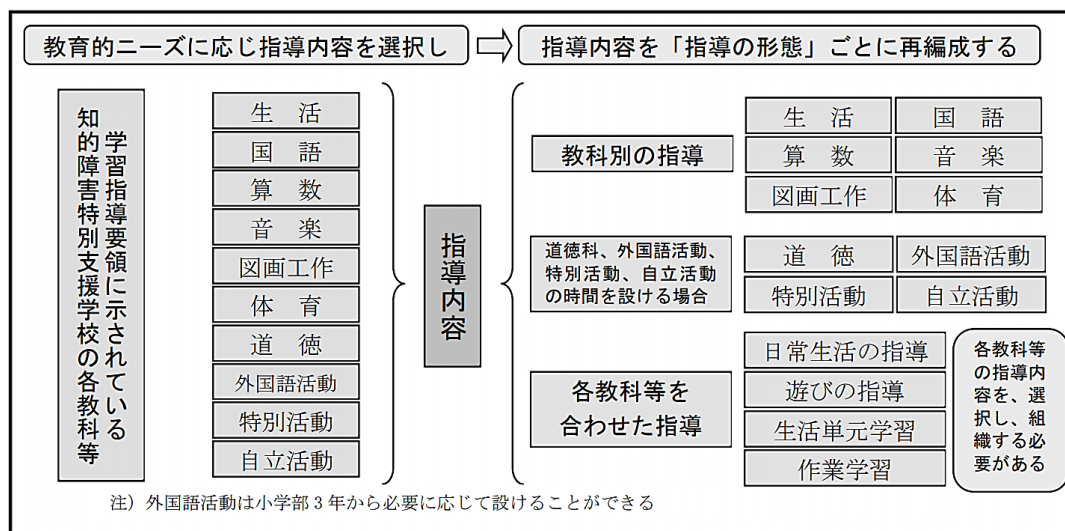 教育的ニーズに応じ指導内容を選択し
指導内容を「指導の形態」ごとに再編成する
学習指導要領に示されている
知的障害特別支援学校の各教科等
生 活
国 語
算 数
音 楽
図画工作
体 育
道 徳
外国語活動
特別活動
自立活動
指導内容
教科別の指導
生 活
国 語
算 数
音 楽
図画工作
体 育
道徳科、外国語活動、
特別活動、自立活動
の時間を設ける場合
道 徳
外国語活動
特別活動
自立活動
各教科等を
合わせた指導
日常生活の指導
遊びの指導
生活単元学習
作業学習
各教科等
の指導内
容を、選
択し、組
織する必
要がある
注）外国語活動は小学部３年から必要に応じて設けることができる